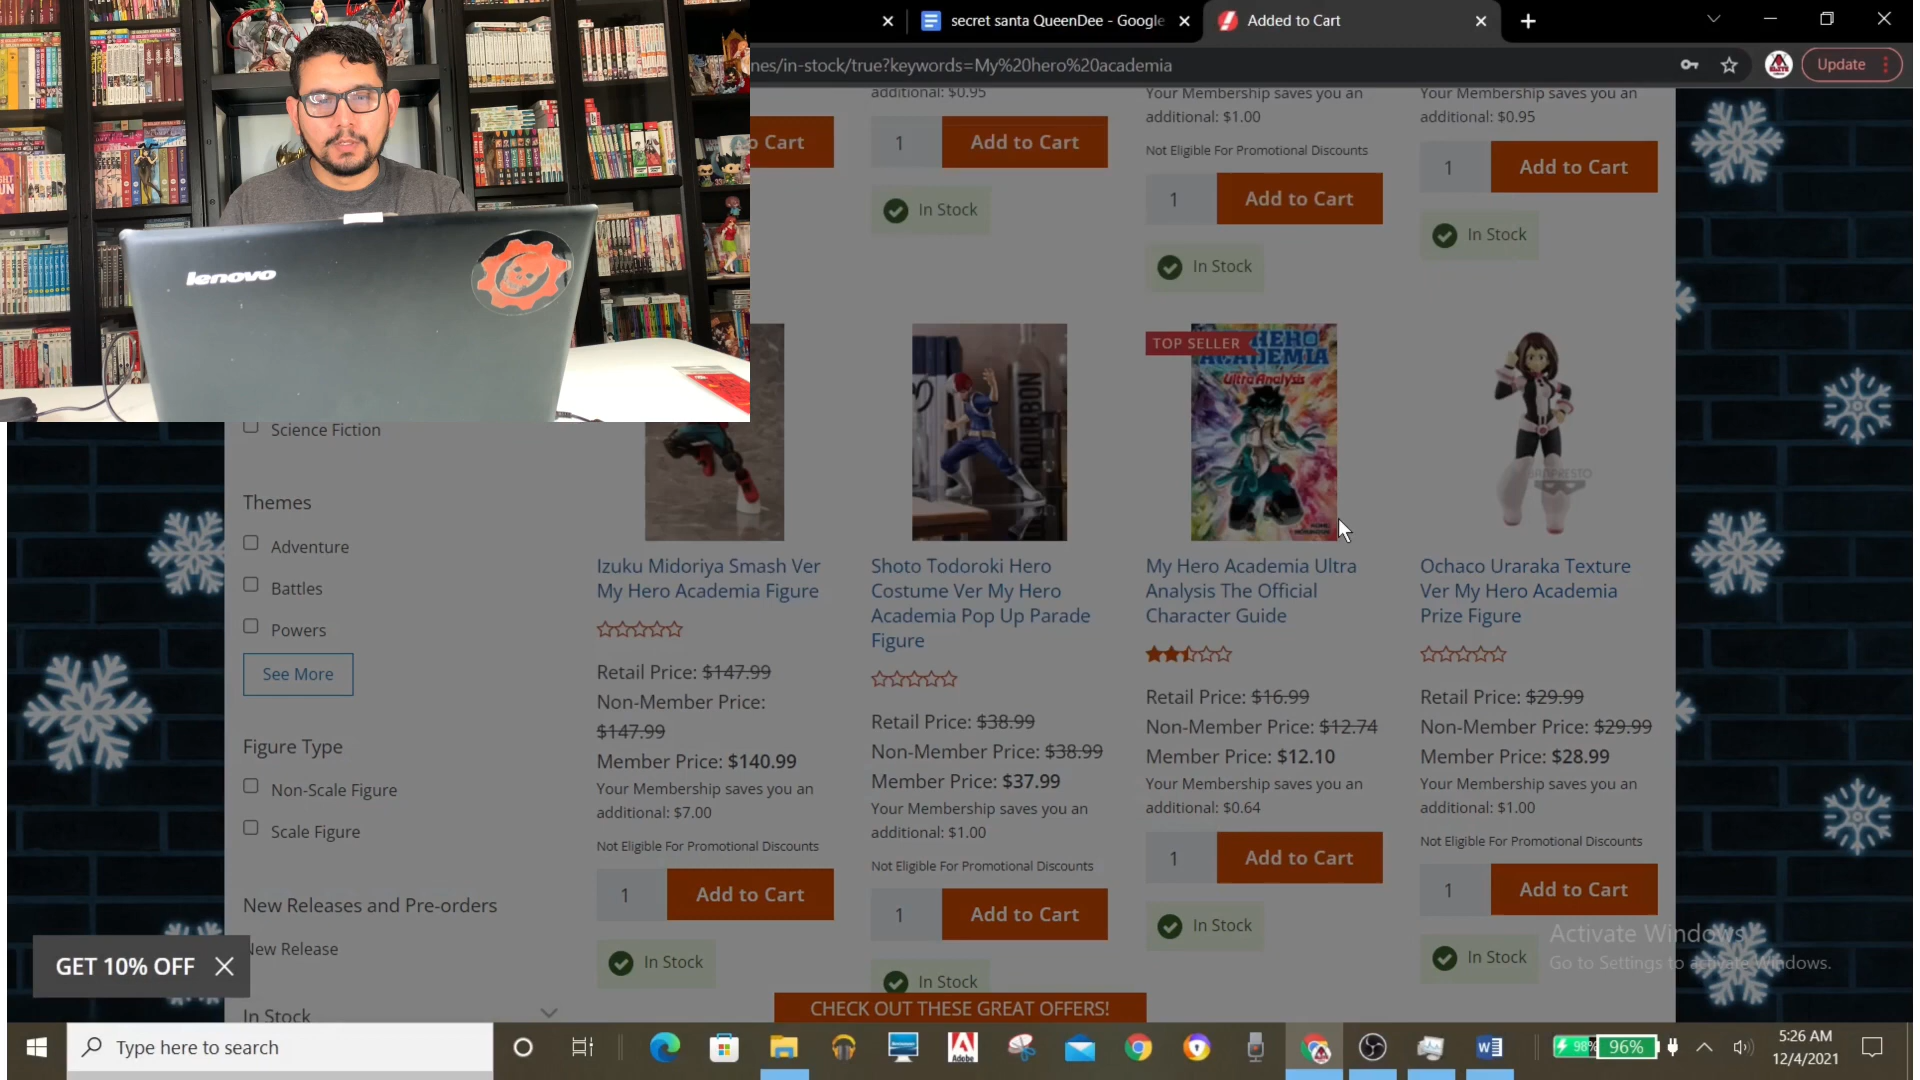 secret santa QueenDee - Google
Added to Cart
nes/in-stock/true?keywords=My%20hero%20academia
Update
additional: $0.95
Your Membership saves you an
additional: $1.00
Your Membership saves you an
additional: $0.95
Not Eligible For Promotional Discounts
o Cart
1
Add to Cart
1
Add to Cart
1
Add to Cart
In Stock
In Stock
In Stock
lenovo
TOP SELLER
HERO
ACADEMIA
Ultra Analysis
Science Fiction
Themes
Adventure
Battles
Powers
See More
Figure Type
Non-Scale Figure
Scale Figure
New Releases and Pre-orders
New Release
In Stock
GET 10% OFF
BANPRESTO
Izuku Midoriya Smash Ver
My Hero Academia Figure
Retail Price: $147.99
Non-Member Price:
$147.99
Member Price: $140.99
Your Membership saves you an
additional: $7.00
Not Eligible For Promotional Discounts
1
Add to Cart
In Stock
Shoto Todoroki Hero
Costume Ver My Hero
Academia Pop Up Parade
Figure
Retail Price: $38.99
Non-Member Price: $38.99
Member Price: $37.99
Your Membership saves you an
additional: $1.00
Not Eligible For Promotional Discounts
1
Add to Cart
In Stock
My Hero Academia Ultra
Analysis The Official
Character Guide
Retail Price: $16.99
Non-Member Price: $12.74
Member Price: $12.10
Your Membership saves you an
additional: $0.64
1
Add to Cart
In Stock
Ochaco Uraraka Texture
Ver My Hero Academia
Prize Figure
Retail Price: $29.99
Non-Member Price: $29.99
Member Price: $28.99
Your Membership saves you an
additional: $1.00
Not Eligible For Promotional Discounts
1
Add to Cart
In Stock
Activate Windows
Go to Settings to activate Windows.
CHECK OUT THESE GREAT OFFERS!
Type here to search
Adobe
98%
96%
5:26 AM
12/4/2021